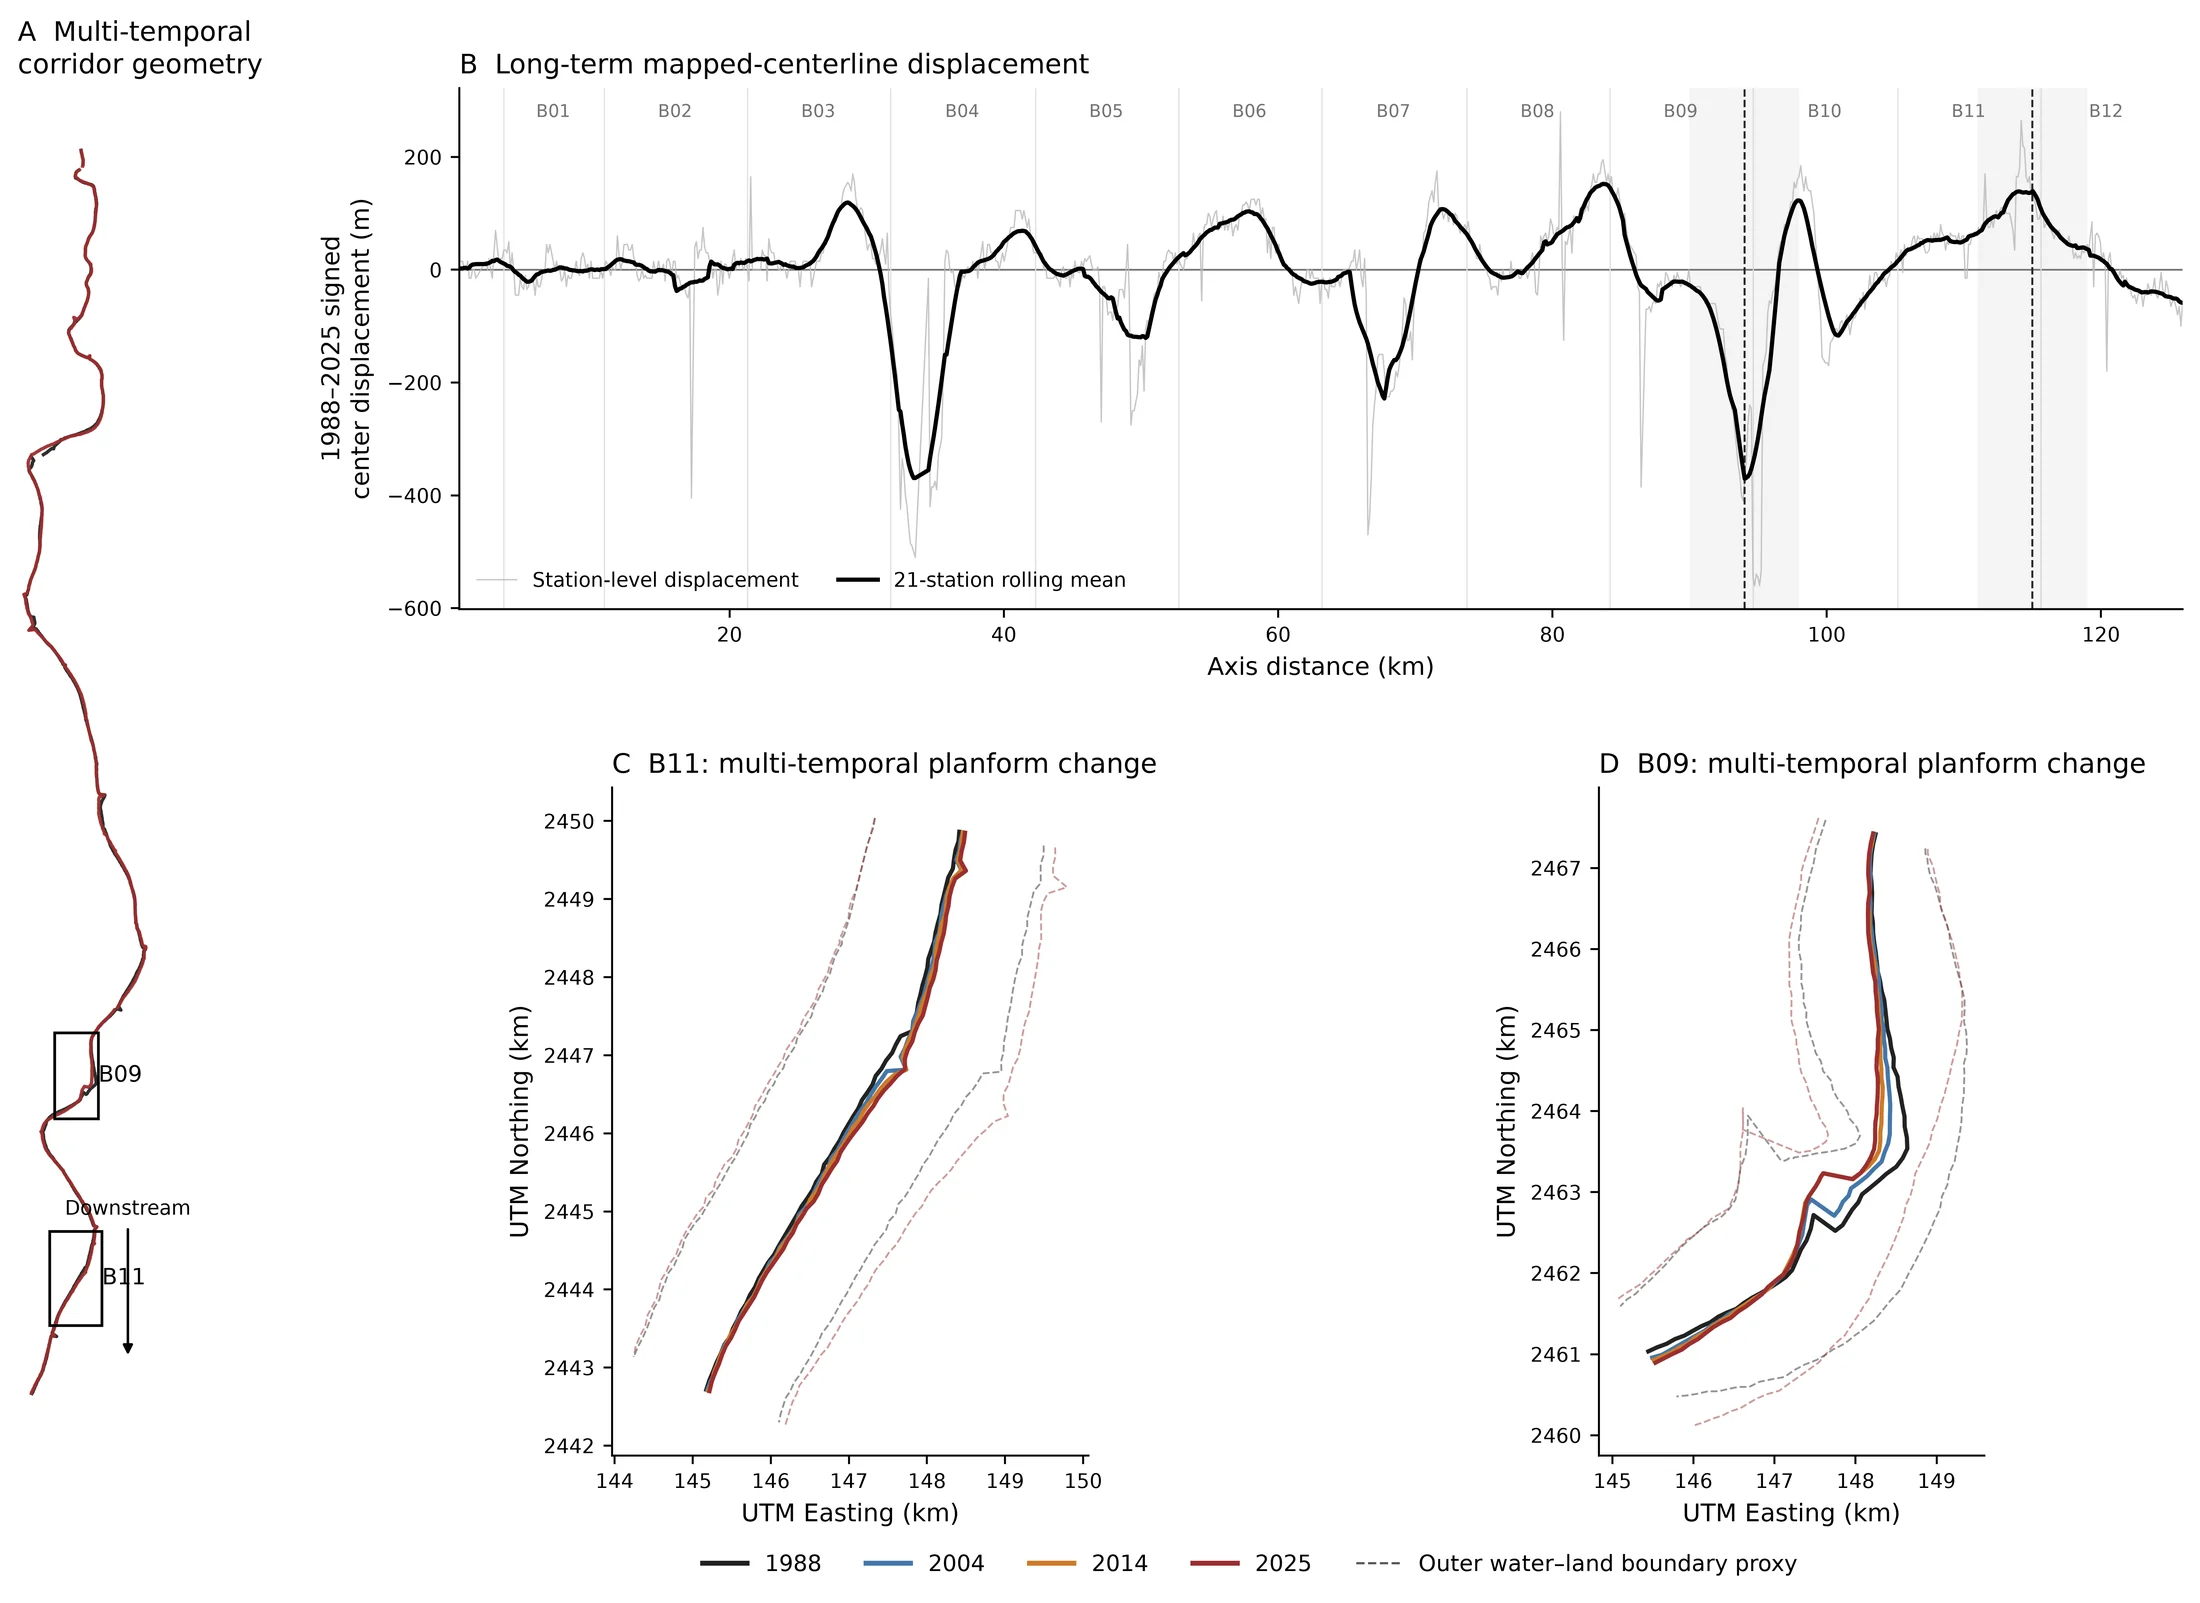 A  Multi-temporal
corridor geometry
B09
Downstream
B11
B  Long-term mapped-centerline displacement
B01 B02 B03 B04 B05 B06 B07 B08 B09 B10 B11 B12
1988–2025 signed
center displacement (m)
200
0
−200
−400
−600
Station-level displacement
21-station rolling mean
20 40 60 80 100 120
Axis distance (km)
C  B11: multi-temporal planform change
UTM Northing (km)
2450
2449
2448
2447
2446
2445
2444
2443
2442
144 145 146 147 148 149 150
UTM Easting (km)
D  B09: multi-temporal planform change
UTM Northing (km)
2467
2466
2465
2464
2463
2462
2461
2460
145 146 147 148 149
UTM Easting (km)
1988 2004 2014 2025 Outer water–land boundary proxy